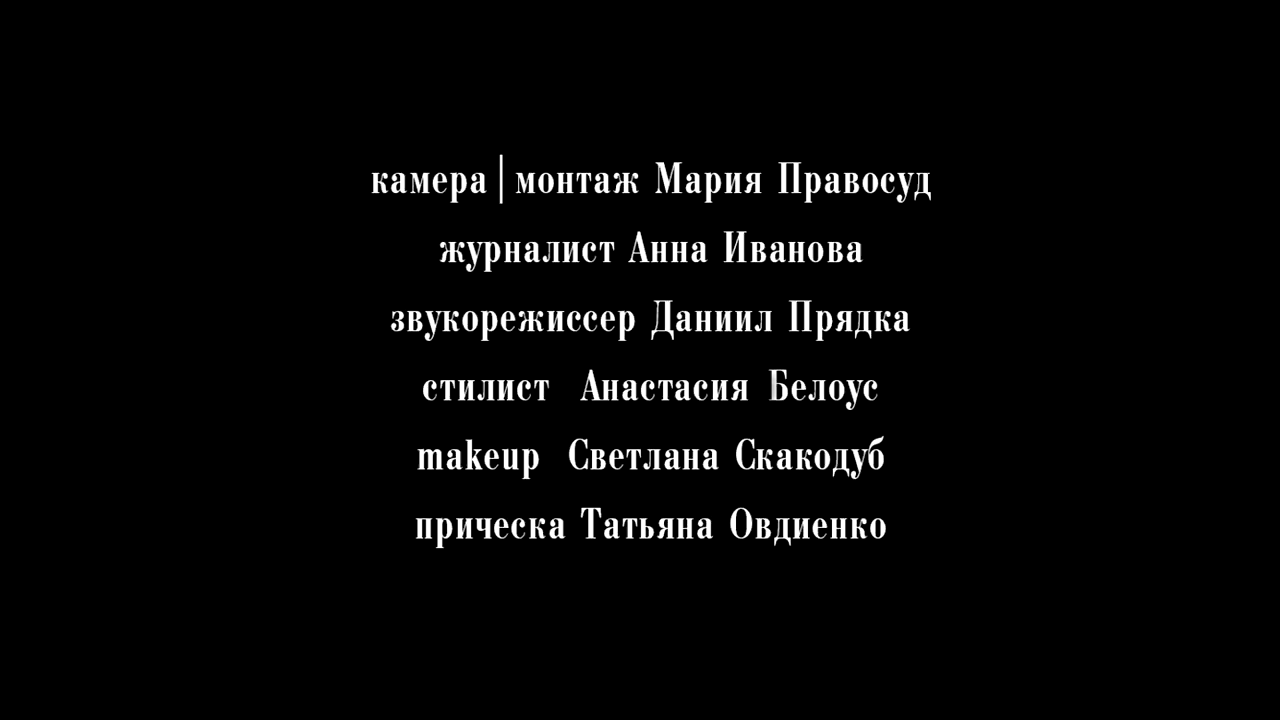 камера|монтаж Мария Правосуд
журналист Анна Иванова
звукорежиссер Даниил Прядка
стилист Анастасия Белоус
makeup Светлана Скакодуб
прическа Татьяна Овдиенко